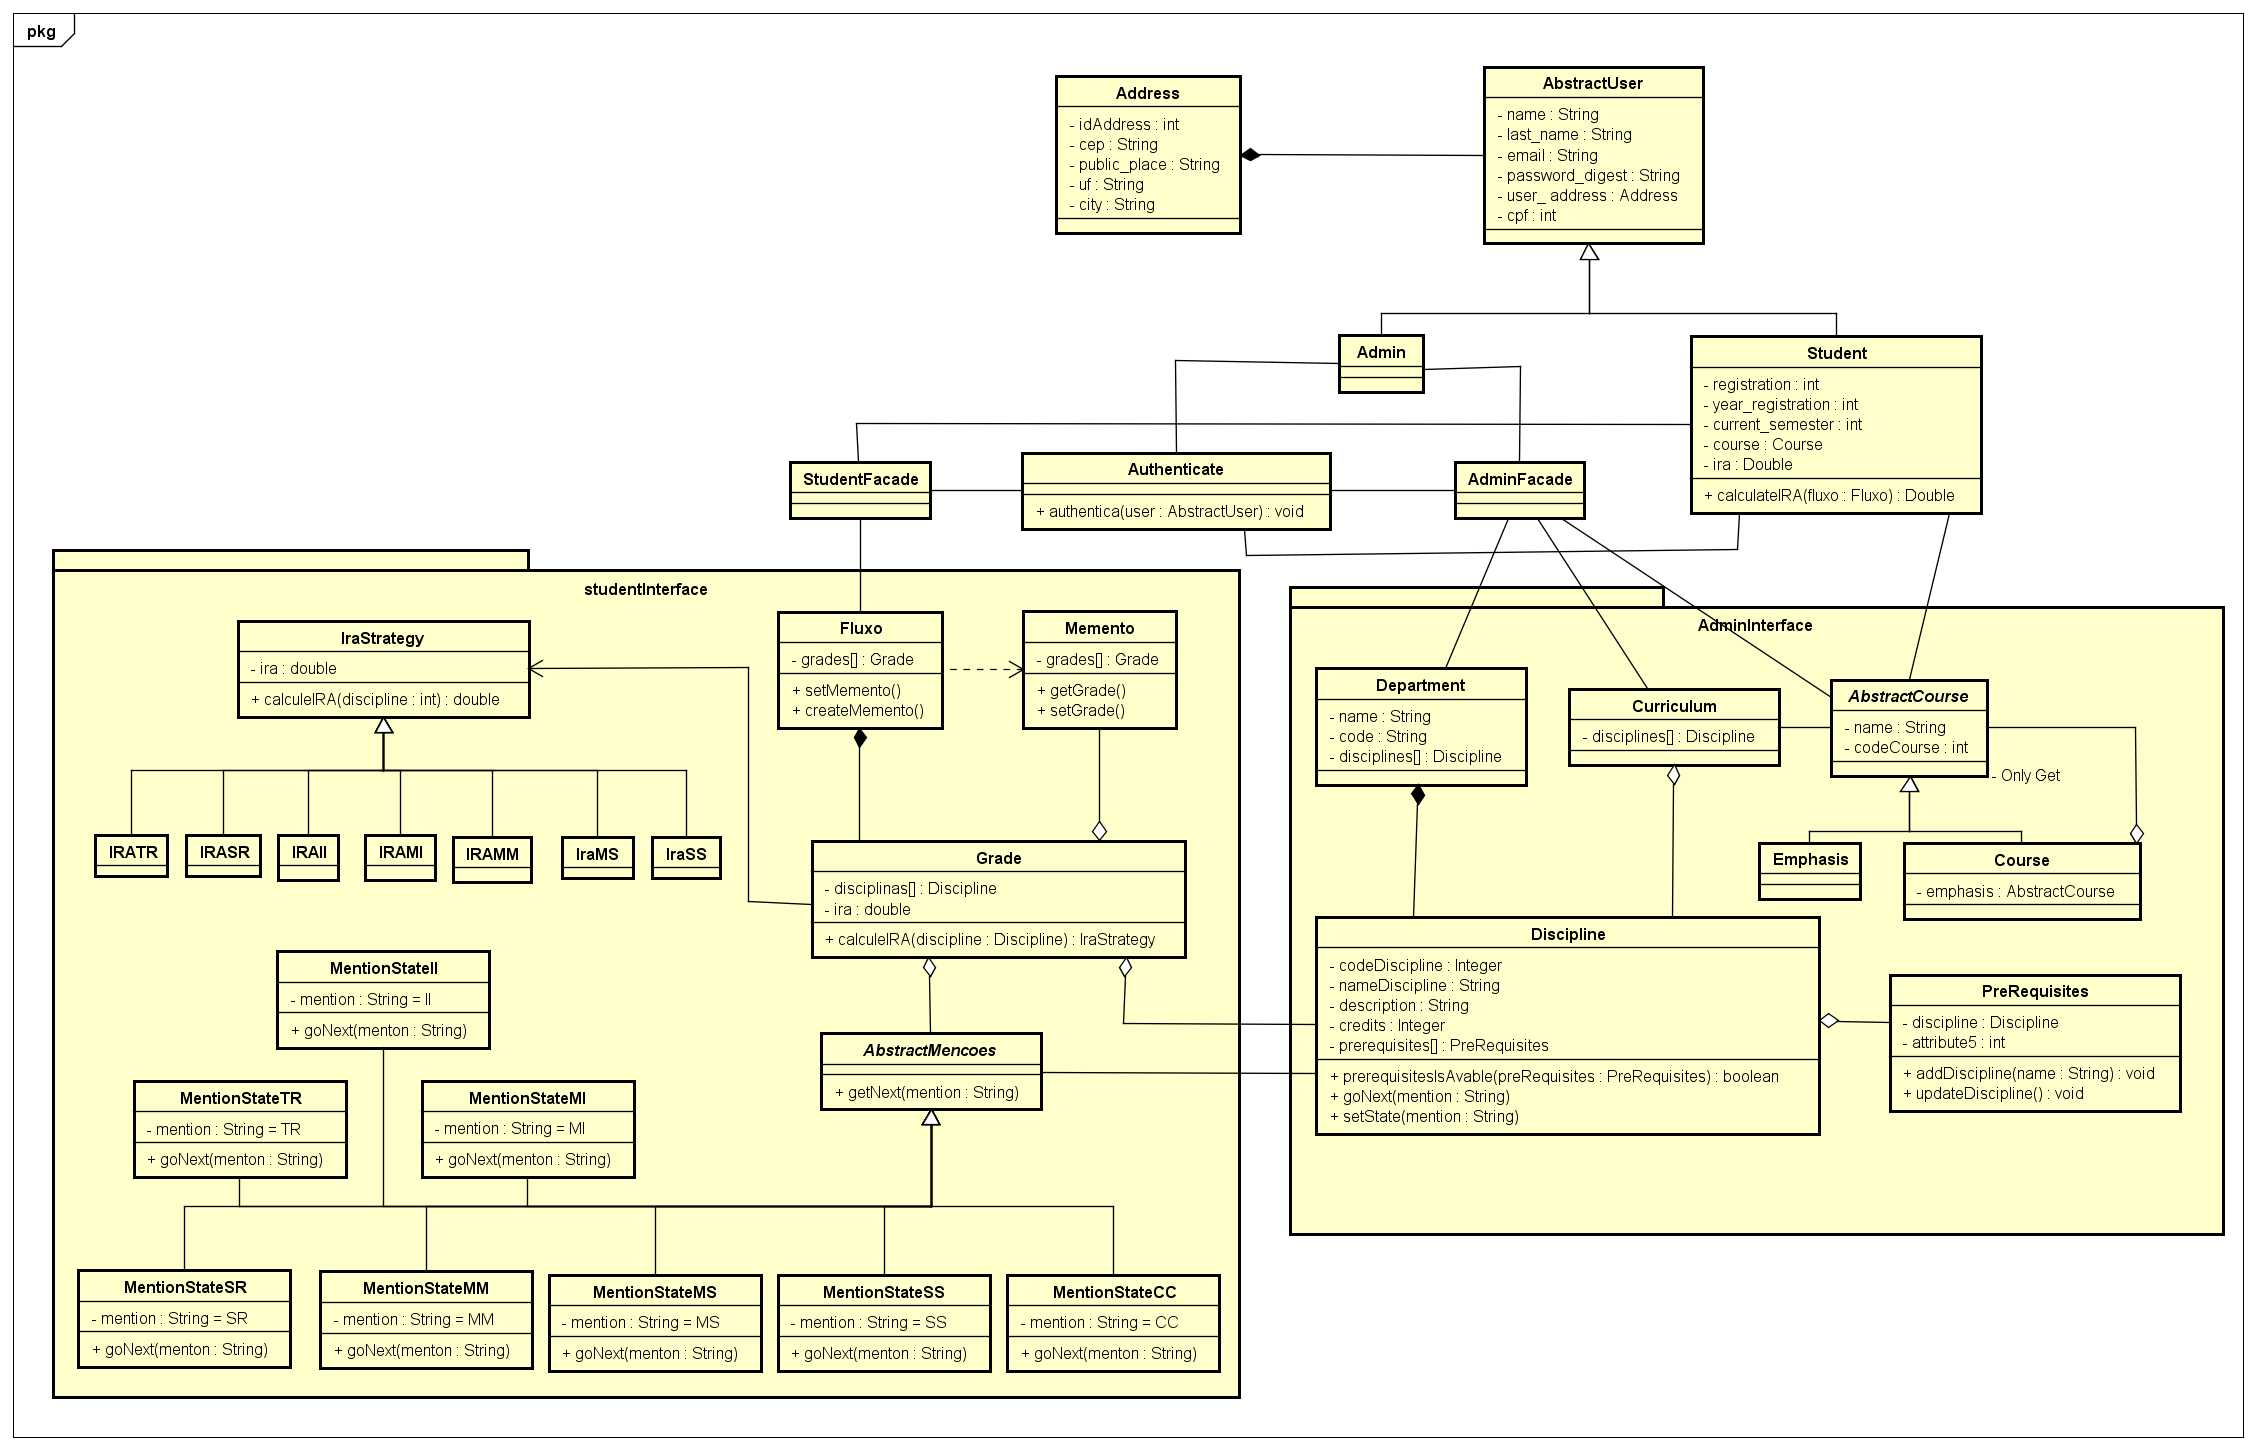 pkg
Address
- idAddress : int
- cep : String
- public_place : String
- uf : String
- city : String
AbstractUser
- name : String
- last_name : String
- email : String
- password_digest : String
- user_ address : Address
- cpf : int
Admin
Student
- registration : int
- year_registration : int
- current_semester : int
- course : Course
- ira : Double
+ calculateIRA(fluxo : Fluxo) : Double
StudentFacade
Authenticate
+ authentica(user : AbstractUser) : void
AdminFacade
studentInterface
IraStrategy
- ira : double
+ calculeIRA(discipline : int) : double
Fluxo
- grades[] : Grade
+ setMemento()
+ createMemento()
Memento
- grades[] : Grade
+ getGrade()
+ setGrade()
IRATR
IRASR
IRAII
IRAMI
IRAMM
IraMS
IraSS
Grade
- disciplinas[] : Discipline
- ira : double
+ calculeIRA(discipline : Discipline) : IraStrategy
MentionStateII
- mention : String = II
+ goNext(menton : String)
AbstractMencoes
+ getNext(mention : String)
MentionStateTR
- mention : String = TR
+ goNext(menton : String)
MentionStateMI
- mention : String = MI
+ goNext(menton : String)
MentionStateSR
- mention : String = SR
+ goNext(menton : String)
MentionStateMM
- mention : String = MM
+ goNext(menton : String)
MentionStateMS
- mention : String = MS
+ goNext(menton : String)
MentionStateSS
- mention : String = SS
+ goNext(menton : String)
MentionStateCC
- mention : String = CC
+ goNext(menton : String)
AdminInterface
Department
- name : String
- code : String
- disciplines[] : Discipline
Curriculum
- disciplines[] : Discipline
AbstractCourse
- name : String
- codeCourse : int
- Only Get
Emphasis
Course
- emphasis : AbstractCourse
Discipline
- codeDiscipline : Integer
- nameDiscipline : String
- description : String
- credits : Integer
- prerequisites[] : PreRequisites
+ prerequisitesIsAvable(preRequisites : PreRequisites) : boolean
+ goNext(mention : String)
+ setState(mention : String)
PreRequisites
- discipline : Discipline
- attribute5 : int
+ addDiscipline(name : String) : void
+ updateDiscipline() : void